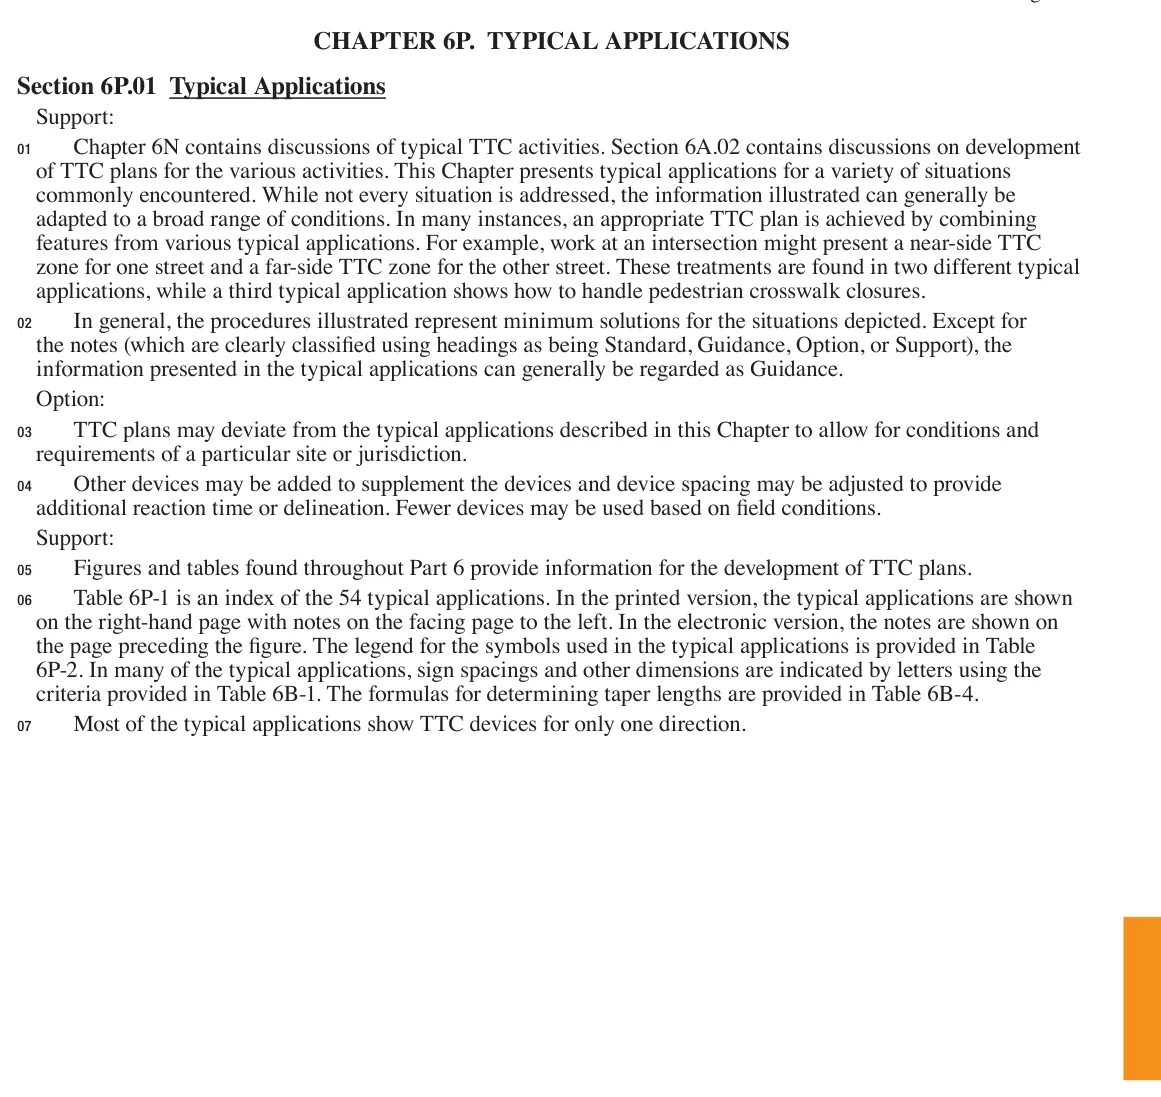 CHAPTER 6P. TYPICAL APPLICATIONS
Section 6P.01 Typical Applications
Support:
01 Chapter 6N contains discussions of typical TTC activities. Section 6A.02 contains discussions on development
of TTC plans for the various activities. This Chapter presents typical applications for a variety of situations
commonly encountered. While not every situation is addressed, the information illustrated can generally be
adapted to a broad range of conditions. In many instances, an appropriate TTC plan is achieved by combining
features from various typical applications. For example, work at an intersection might present a near-side TTC
zone for one street and a far-side TTC zone for the other street. These treatments are found in two different typical
applications, while a third typical application shows how to handle pedestrian crosswalk closures.
02 In general, the procedures illustrated represent minimum solutions for the situations depicted. Except for
the notes (which are clearly classified using headings as being Standard, Guidance, Option, or Support), the
information presented in the typical applications can generally be regarded as Guidance.
Option:
03 TTC plans may deviate from the typical applications described in this Chapter to allow for conditions and
requirements of a particular site or jurisdiction.
04 Other devices may be added to supplement the devices and device spacing may be adjusted to provide
additional reaction time or delineation. Fewer devices may be used based on field conditions.
Support:
05 Figures and tables found throughout Part 6 provide information for the development of TTC plans.
06 Table 6P-1 is an index of the 54 typical applications. In the printed version, the typical applications are shown
on the right-hand page with notes on the facing page to the left. In the electronic version, the notes are shown on
the page preceding the figure. The legend for the symbols used in the typical applications is provided in Table
6P-2. In many of the typical applications, sign spacings and other dimensions are indicated by letters using the
criteria provided in Table 6B-1. The formulas for determining taper lengths are provided in Table 6B-4.
07 Most of the typical applications show TTC devices for only one direction.